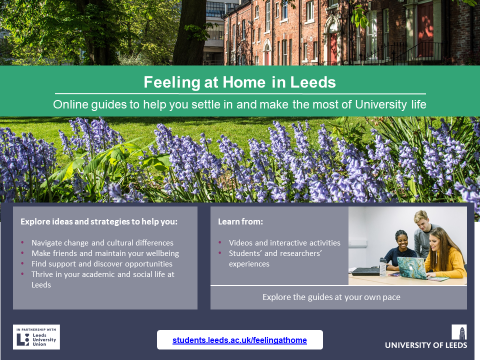 Feeling at Home in Leeds
Online guides to help you settle in and make the most of University life
Explore ideas and strategies to help you:
• Navigate change and cultural differences
• Make friends and maintain your wellbeing
• Find support and discover opportunities
• Thrive in your academic and social life at
Leeds
Learn from:
• Videos and interactive activities
• Students' and researchers'
experiences
Explore the guides at your own pace
IN PARTNERSHIP WITH
Leeds
University
Union
students.leeds.ac.uk/feelingathome
UNIVERSITY OF LEEDS